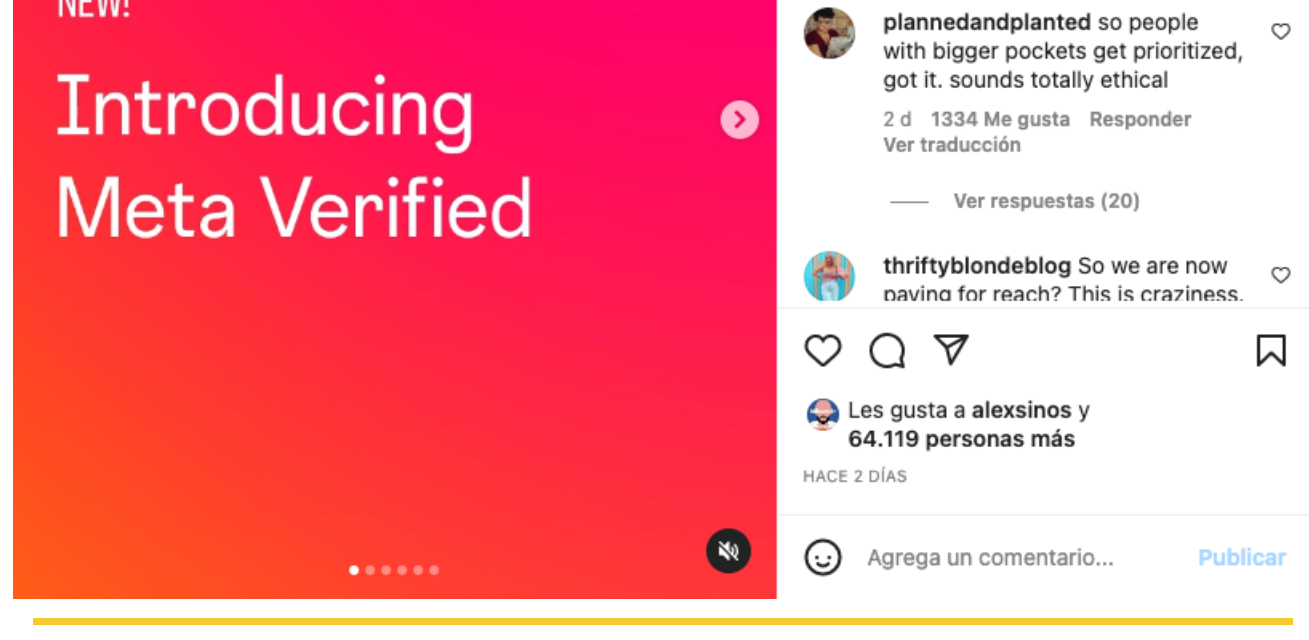 NEW!
Introducing
Meta Verified
plannedandplanted so people
with bigger pockets get prioritized,
got it. sounds totally ethical
2 d 1334 Me gusta Responder
Ver traducción
Ver respuestas (20)
thriftyblondeblog So we are now
paying for reach? This is craziness.
Les gusta a alexsinos y
64.119 personas más
HACE 2 DÍAS
Agrega un comentario...
Publicar